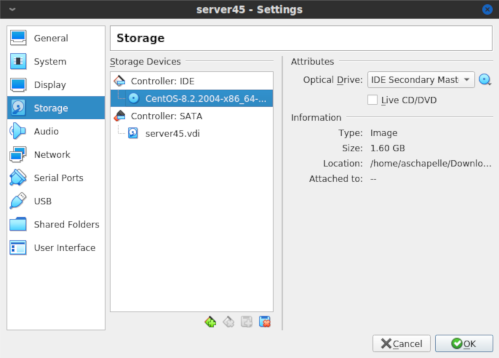 server45 - Settings
General
System
Display
Storage
Audio
Network
Serial Ports
USB
Shared Folders
User Interface
Storage
Storage Devices
Controller: IDE
CentOS-8.2.2004-x86_64-...
Controller: SATA
server45.vdi
Attributes
Optical Drive: IDE Secondary Mast
Live CD/DVD
Information
Type: Image
Size: 1.60 GB
Location: /home/aschapelle/Downlo...
Attached to: --
Cancel
OK